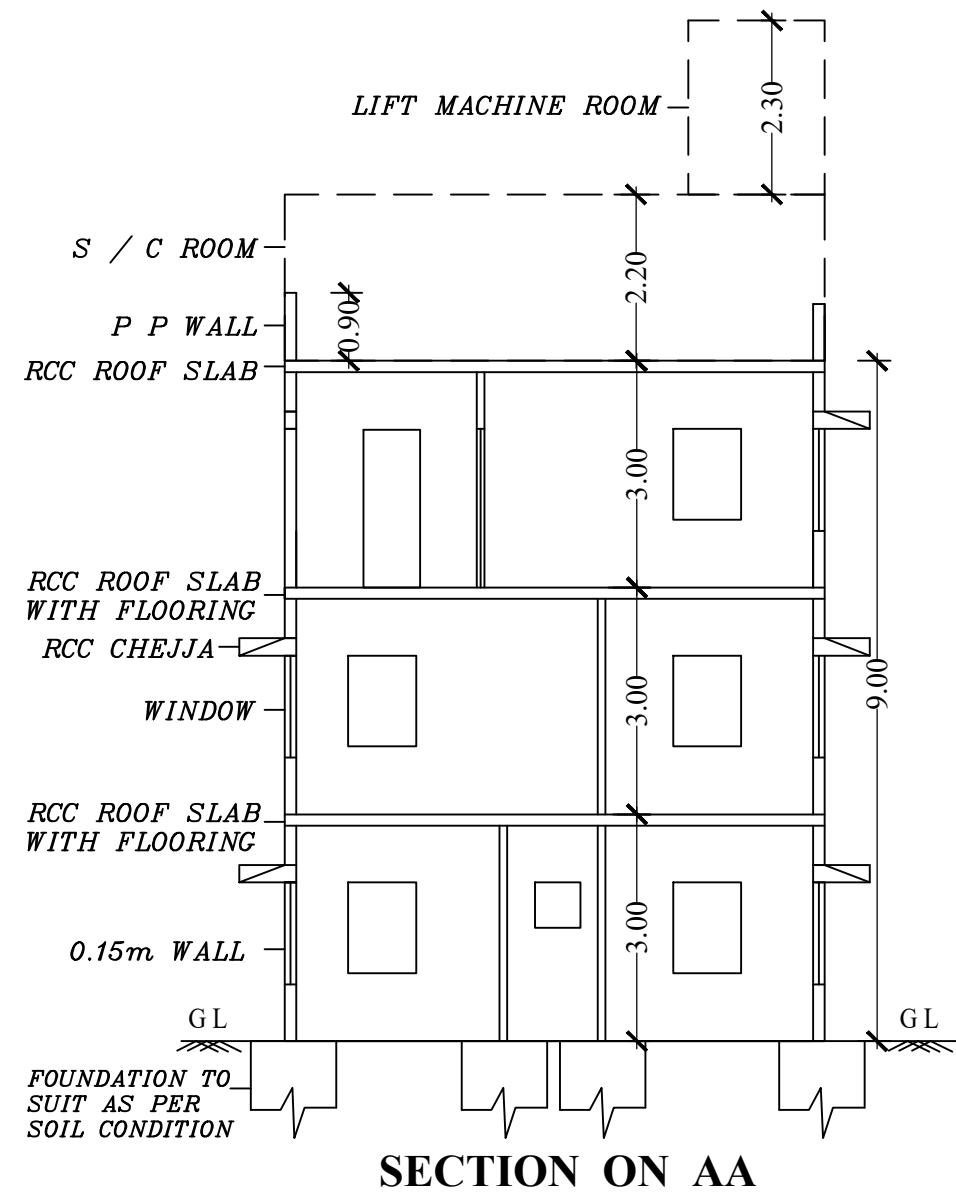 LIFT MACHINE ROOM
2.30
S / C ROOM
2.20
P P WALL
0.90
RCC ROOF SLAB
3.00
RCC ROOF SLAB
WITH FLOORING
RCC CHEJJA
9.00
WINDOW
3.00
RCC ROOF SLAB
WITH FLOORING
0.15m WALL
3.00
GL
GL
FOUNDATION TO
SUIT AS PER
SOIL CONDITION
SECTION ON AA